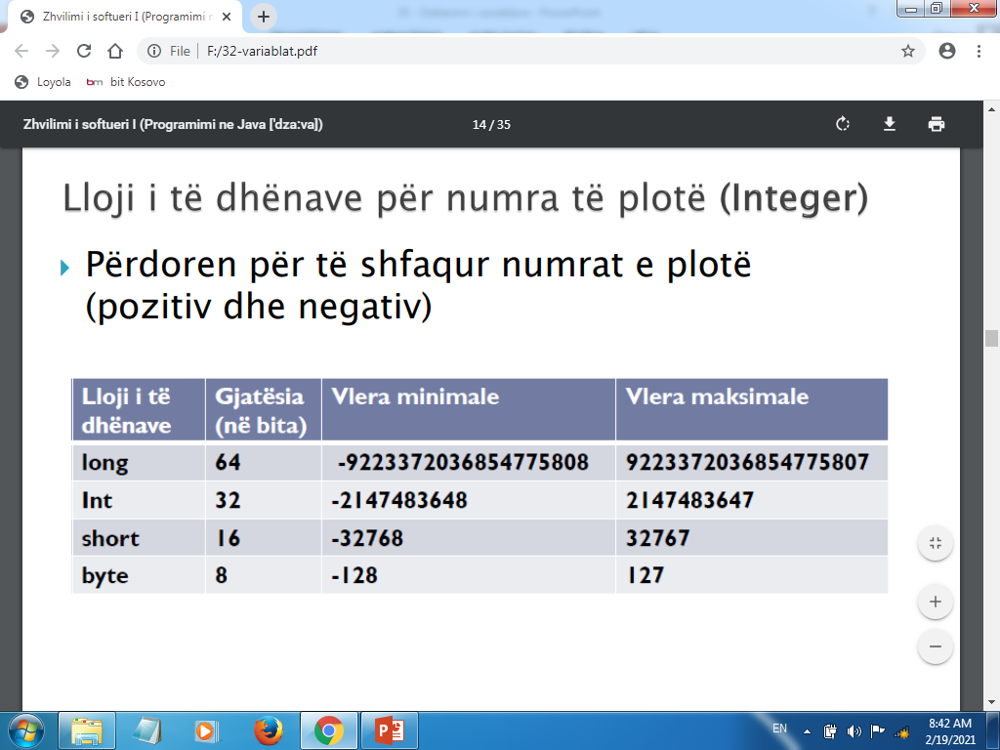 Zhvilimi i softueri I (Programimi n
File
F:/32-variablat.pdf
Loyola
bm bit Kosovo
Zhvilimi i softueri I (Programimi ne Java ['dza:va])
14 / 35
Lloji i të dhënave për numra të plotë (Integer)
Përdoren për të shfaqur numrat e plotë
(pozitiv dhe negativ)
Lloji i të dhënave Gjatësia (në bita) Vlera minimale Vlera maksimale
long 64 -9223372036854775808 9223372036854775807
Int 32 -2147483648 2147483647
short 16 -32768 32767
byte 8 -128 127
EN
8:42 AM
2/19/2021